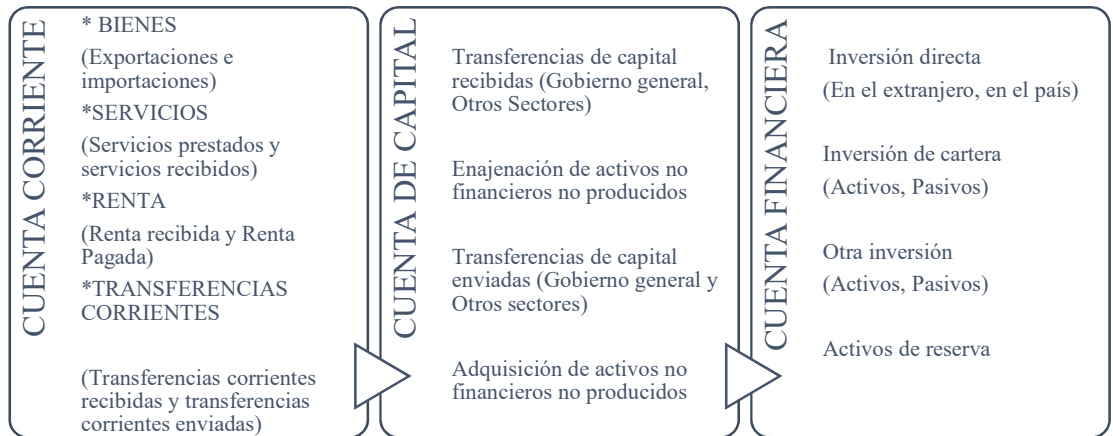 CUENTA CORRIENTE
* BIENES
(Exportaciones e
importaciones)
*SERVICIOS
(Servicios prestados y
servicios recibidos)
*RENTA
(Renta recibida y Renta
Pagada)
*TRANSFERENCIAS
CORRIENTES
(Transferencias corrientes
recibidas y transferencias
corrientes enviadas)
CUENTA DE CAPITAL
Transferencias de capital
recibidas (Gobierno general,
Otros Sectores)
Enajenación de activos no
financieros no producidos
Transferencias de capital
enviadas (Gobierno general y
Otros sectores)
Adquisición de activos no
financieros no producidos
CUENTA FINANCIERA
Inversión directa
(En el extranjero, en el país)
Inversión de cartera
(Activos, Pasivos)
Otra inversión
(Activos, Pasivos)
Activos de reserva